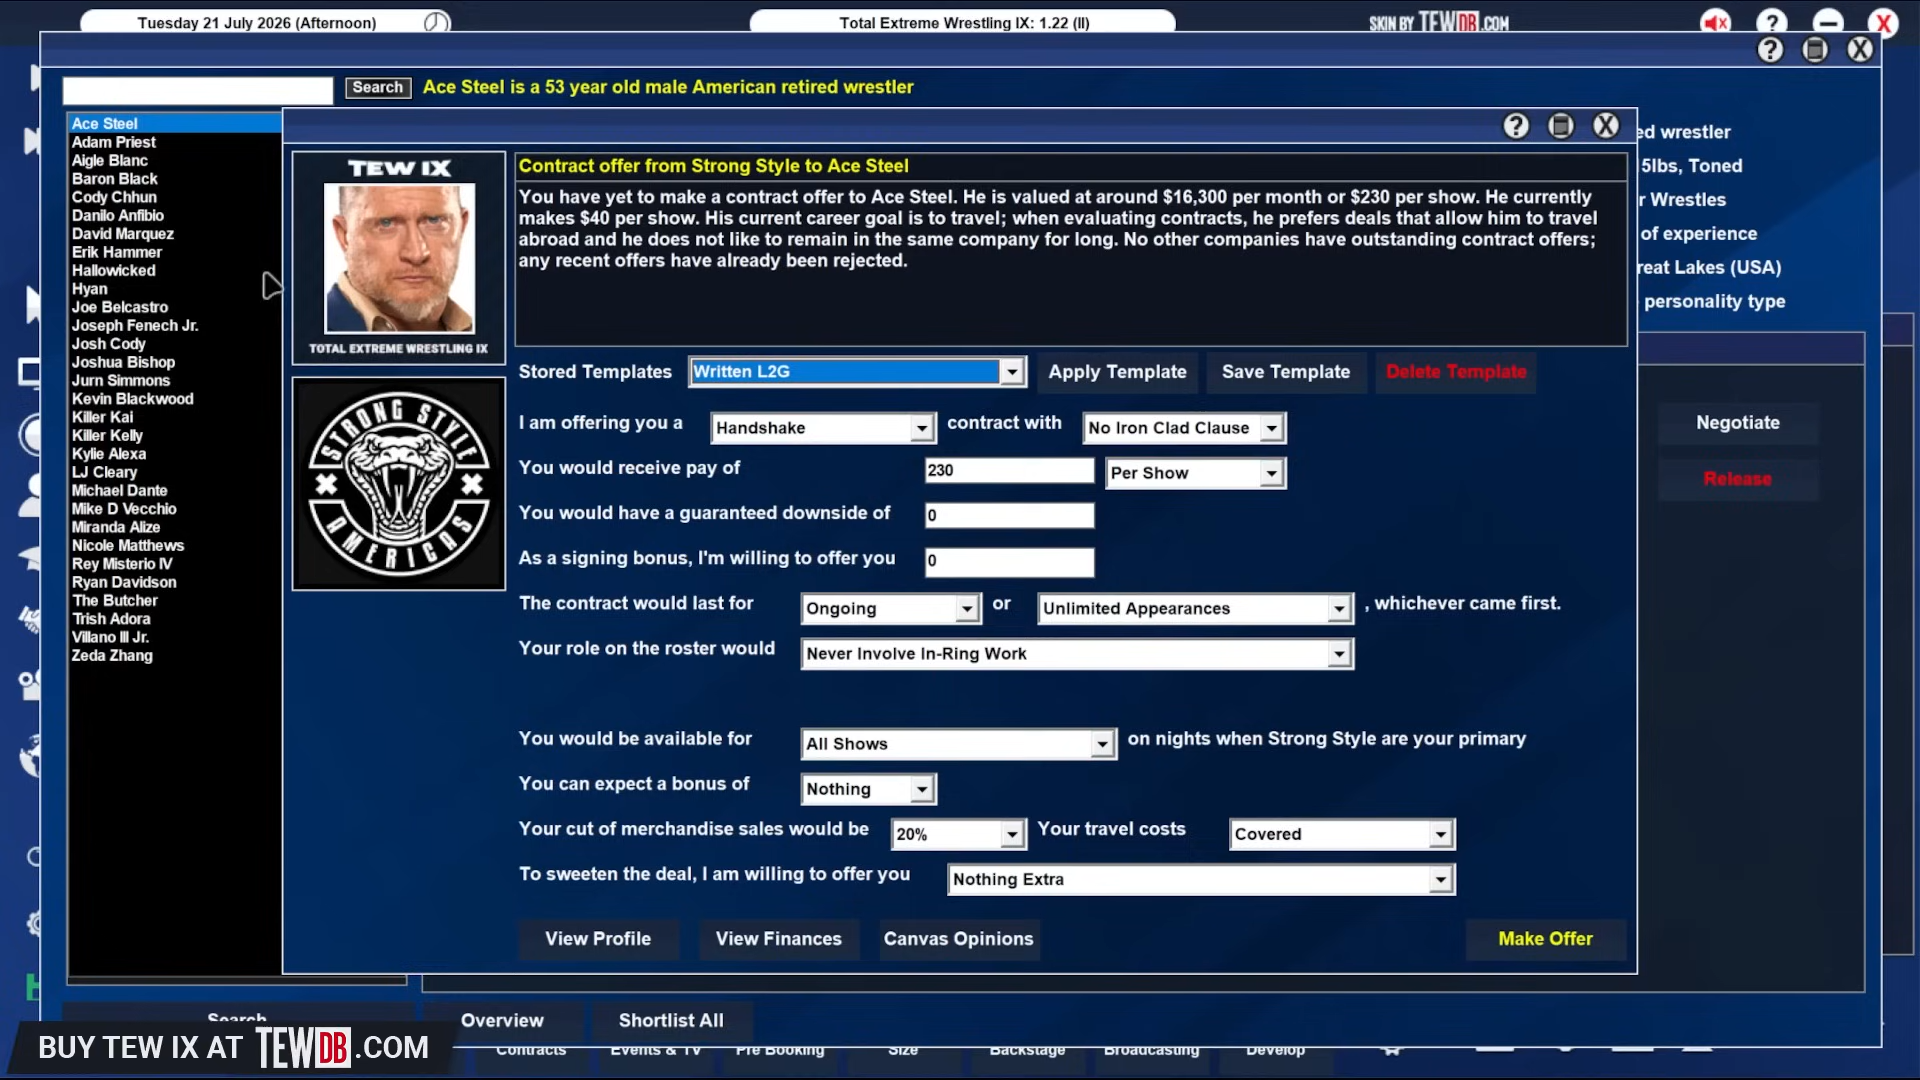 Tuesday 21 July 2026 (Afternoon)
Total Extreme Wrestling IX: 1.22 (II)
SKIN BY TEWDB.COM
Search
Ace Steel is a 53 year old male American retired wrestler
Ace Steel
Adam Priest
Aigle Blanc
Baron Black
Cody Chhun
Danilo Anfibio
David Marquez
Erik Hammer
Hallowicked
Hyan
Joe Belcastro
Joseph Fenech Jr.
Josh Cody
Joshua Bishop
Jurn Simmons
Kevin Blackwood
Killer Kai
Killer Kelly
Kylie Alexa
LJ Cleary
Michael Dante
Mike D Vecchio
Miranda Alize
Nicole Matthews
Rey Misterio IV
Ryan Davidson
The Butcher
Trish Adora
Villano III Jr.
Zeda Zhang
TEW IX
TOTAL EXTREME WRESTLING IX
STRONG STYLE
AMERICAS
Contract offer from Strong Style to Ace Steel
You have yet to make a contract offer to Ace Steel. He is valued at around $16,300 per month or $230 per show. He currently
makes $40 per show. His current career goal is to travel; when evaluating contracts, he prefers deals that allow him to travel
abroad and he does not like to remain in the same company for long. No other companies have outstanding contract offers;
any recent offers have already been rejected.
Stored Templates Written L2G Apply Template Save Template Delete Template
I am offering you a Handshake contract with No Iron Clad Clause
You would receive pay of 230 Per Show
You would have a guaranteed downside of 0
As a signing bonus, I'm willing to offer you 0
The contract would last for Ongoing or Unlimited Appearances , whichever came first.
Your role on the roster would Never Involve In-Ring Work
You would be available for All Shows on nights when Strong Style are your primary
You can expect a bonus of Nothing
Your cut of merchandise sales would be 20% Your travel costs Covered
To sweeten the deal, I am willing to offer you Nothing Extra
View Profile View Finances Canvas Opinions Make Offer
ed wrestler
5lbs, Toned
r Wrestles
of experience
reat Lakes (USA)
personality type
Negotiate
Release
Search Overview Shortlist All
Contracts Events & TV Pre Booking Size Backstage Broadcasting Develop
BUY TEW IX AT TEWDB.COM